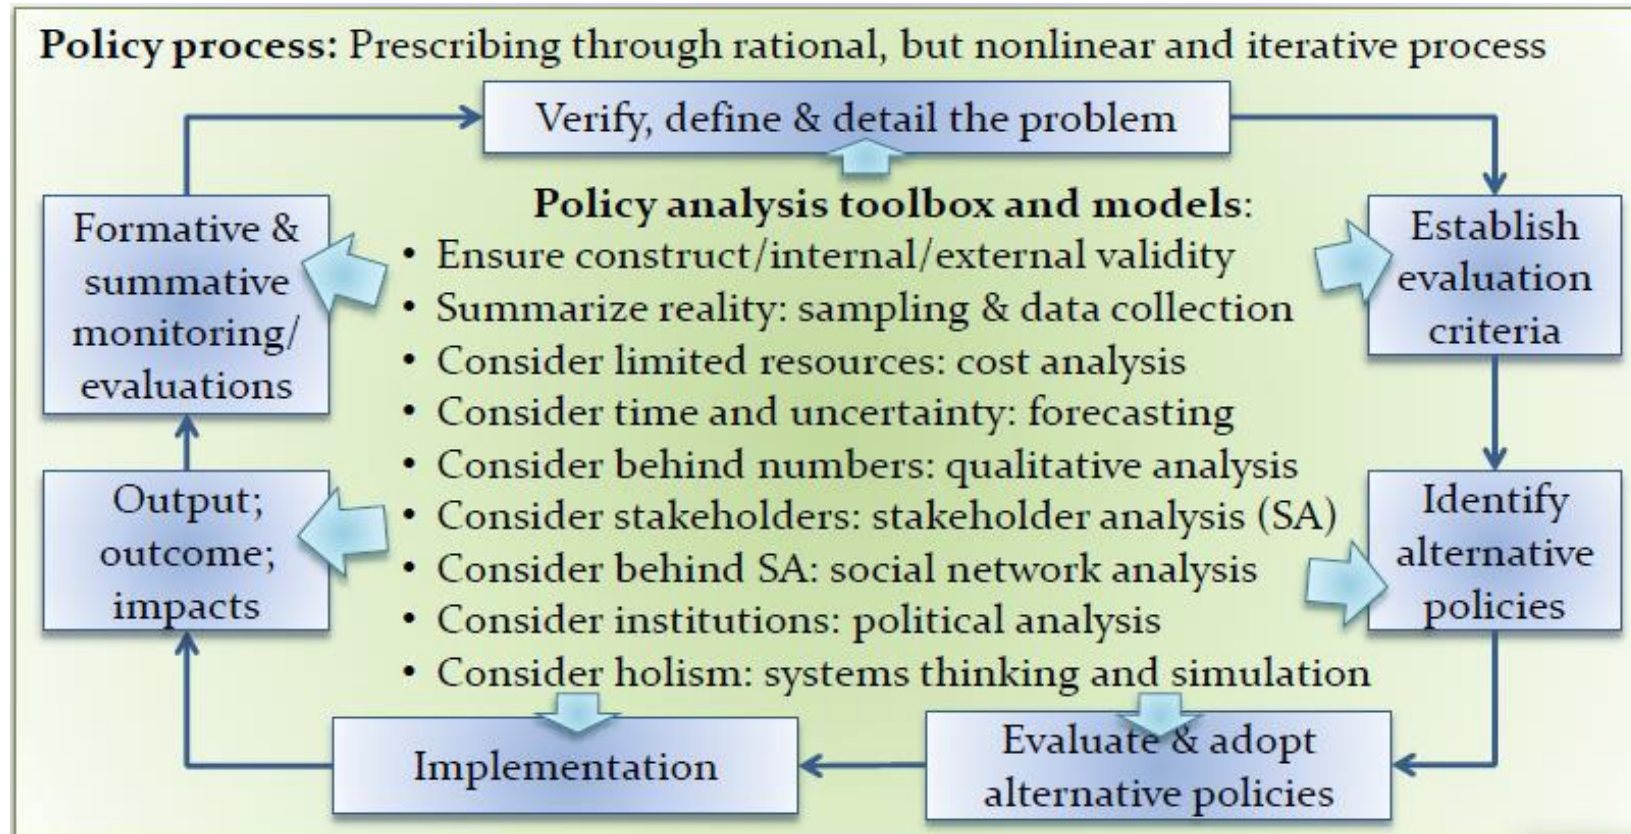 Policy process: Prescribing through rational, but nonlinear and iterative process
Verify, define & detail the problem
Policy analysis toolbox and models:
• Ensure construct/internal/external validity
• Summarize reality: sampling & data collection
• Consider limited resources: cost analysis
• Consider time and uncertainty: forecasting
• Consider behind numbers: qualitative analysis
• Consider stakeholders: stakeholder analysis (SA)
• Consider behind SA: social network analysis
• Consider institutions: political analysis
• Consider holism: systems thinking and simulation
Establish
evaluation
criteria
Identify
alternative
policies
Evaluate & adopt
alternative policies
Implementation
Output;
outcome;
impacts
Formative &
summative
monitoring/
evaluations